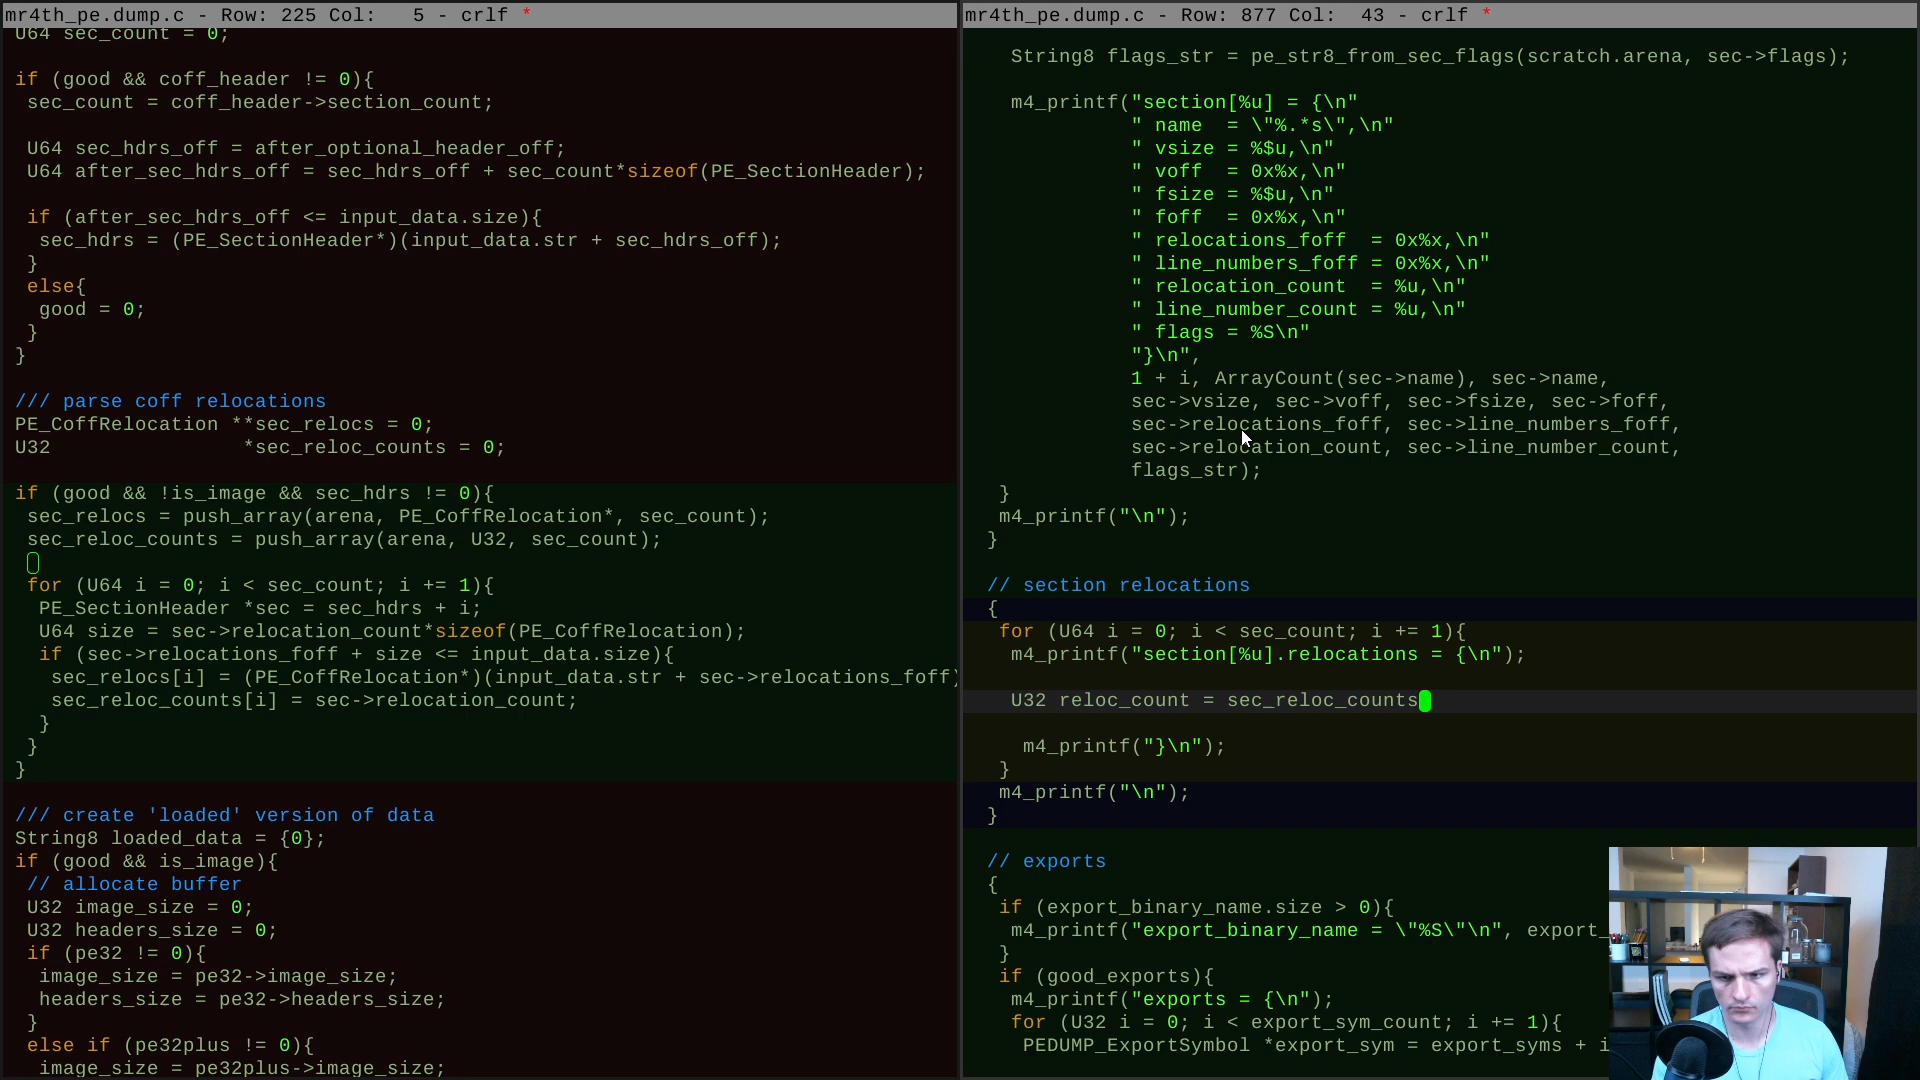 mr4th_pe.dump.c - Row: 225 Col:   5 - crlf *
U64 sec_count = 0;
if (good && coff_header != 0){
sec_count = coff_header->section_count;
U64 sec_hdrs_off = after_optional_header_off;
U64 after_sec_hdrs_off = sec_hdrs_off + sec_count*sizeof(PE_SectionHeader);
if (after_sec_hdrs_off <= input_data.size){
sec_hdrs = (PE_SectionHeader*)(input_data.str + sec_hdrs_off);
}
else{
good = 0;
}
}
/// parse coff relocations
PE_CoffRelocation **sec_relocs = 0;
U32                *sec_reloc_counts = 0;
if (good && !is_image && sec_hdrs != 0){
sec_relocs = push_array(arena, PE_CoffRelocation*, sec_count);
sec_reloc_counts = push_array(arena, U32, sec_count);
for (U64 i = 0; i < sec_count; i += 1){
PE_SectionHeader *sec = sec_hdrs + i;
U64 size = sec->relocation_count*sizeof(PE_CoffRelocation);
if (sec->relocations_foff + size <= input_data.size){
sec_relocs[i] = (PE_CoffRelocation*)(input_data.str + sec->relocations_foff)
sec_reloc_counts[i] = sec->relocation_count;
}
}
}
/// create 'loaded' version of data
String8 loaded_data = {0};
if (good && is_image){
// allocate buffer
U32 image_size = 0;
U32 headers_size = 0;
if (pe32 != 0){
image_size = pe32->image_size;
headers_size = pe32->headers_size;
}
else if (pe32plus != 0){
image_size = pe32plus->image_size;
mr4th_pe.dump.c - Row: 877 Col:  43 - crlf *
String8 flags_str = pe_str8_from_sec_flags(scratch.arena, sec->flags);
m4_printf("section[%u] = {\n"
" name  = \"%.*s\",\n"
" vsize = %$u,\n"
" voff  = 0x%x,\n"
" fsize = %$u,\n"
" foff  = 0x%x,\n"
" relocations_foff  = 0x%x,\n"
" line_numbers_foff = 0x%x,\n"
" relocation_count  = %u,\n"
" line_number_count = %u,\n"
" flags = %S\n"
"}\n",
1 + i, ArrayCount(sec->name), sec->name,
sec->vsize, sec->voff, sec->fsize, sec->foff,
sec->relocations_foff, sec->line_numbers_foff,
sec->relocation_count, sec->line_number_count,
flags_str);
}
m4_printf("\n");
}
// section relocations
{
for (U64 i = 0; i < sec_count; i += 1){
m4_printf("section[%u].relocations = {\n");
U32 reloc_count = sec_reloc_counts
m4_printf("}\n");
}
m4_printf("\n");
}
// exports
{
if (export_binary_name.size > 0){
m4_printf("export_binary_name = \"%S\"\n", export_
}
if (good_exports){
m4_printf("exports = {\n");
for (U32 i = 0; i < export_sym_count; i += 1){
PEDUMP_ExportSymbol *export_sym = export_syms + i